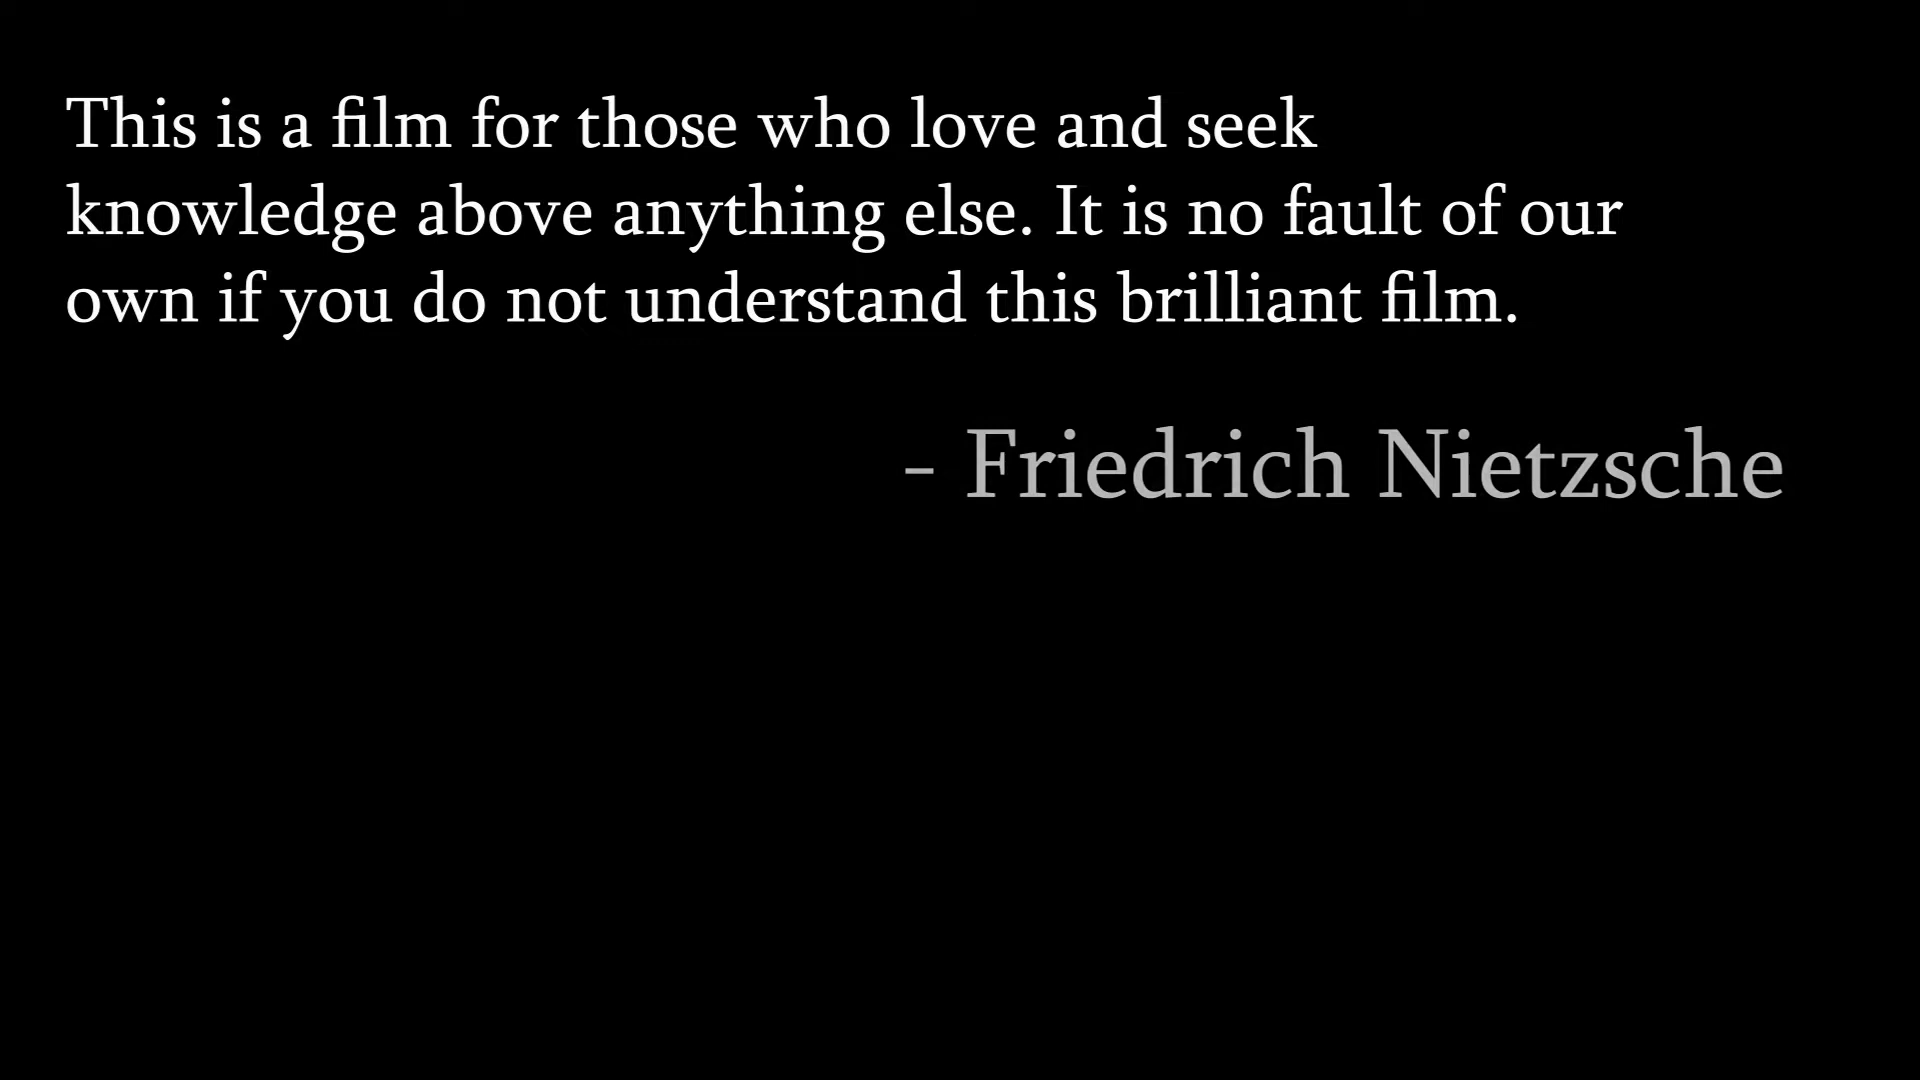 This is a film for those who love and seek
knowledge above anything else. It is no fault of our
own if you do not understand this brilliant film.
- Friedrich Nietzsche